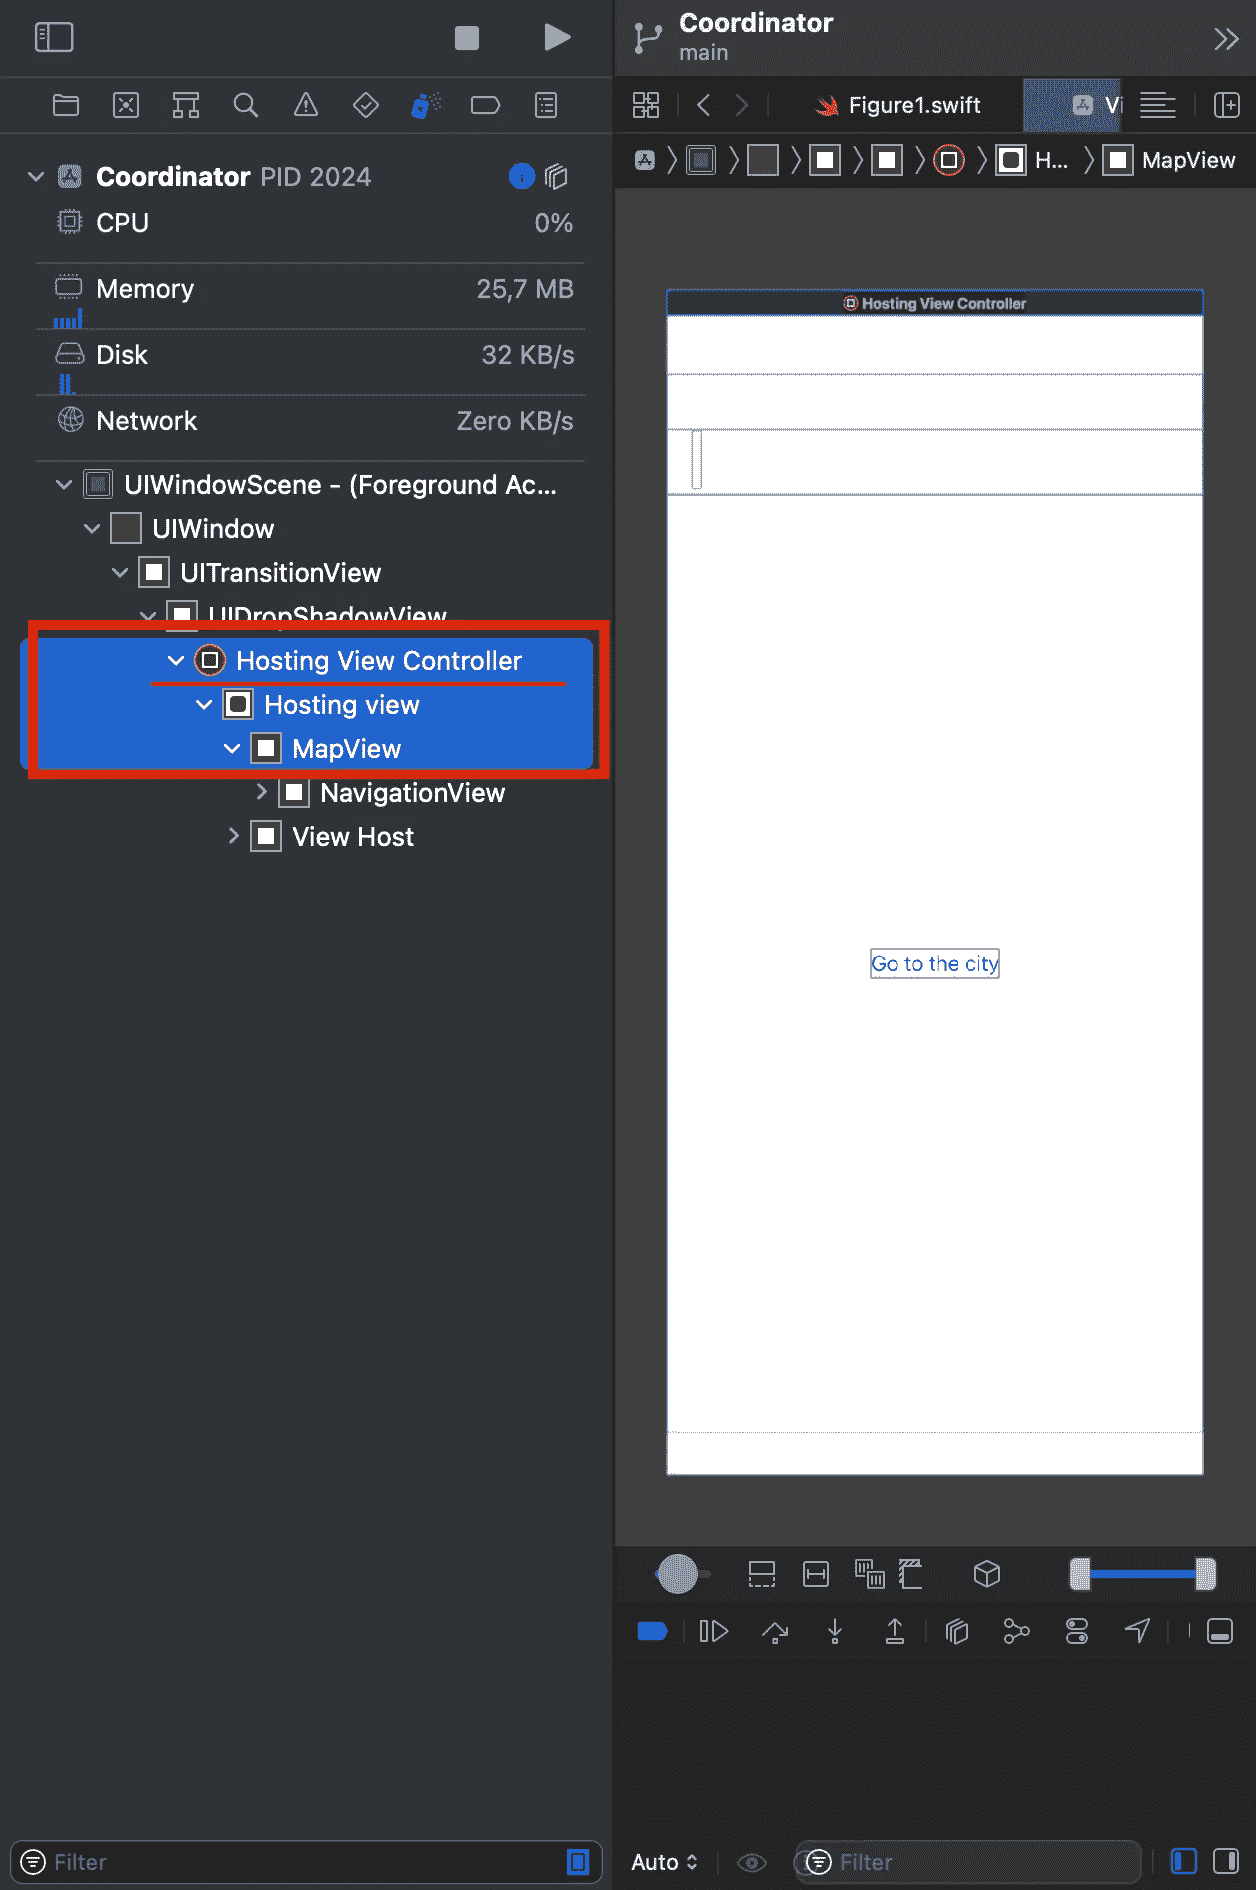 Coordinator
main
Figure1.swift
Vi
H...
MapView
Coordinator PID 2024
CPU 0%
Memory 25,7 MB
Disk 32 KB/s
Network Zero KB/s
UIWindowScene - (Foreground Ac...
UIWindow
UITransitionView
UIDropShadowView
Hosting View Controller
Hosting view
MapView
NavigationView
View Host
Hosting View Controller
Go to the city
Filter
Auto
Filter